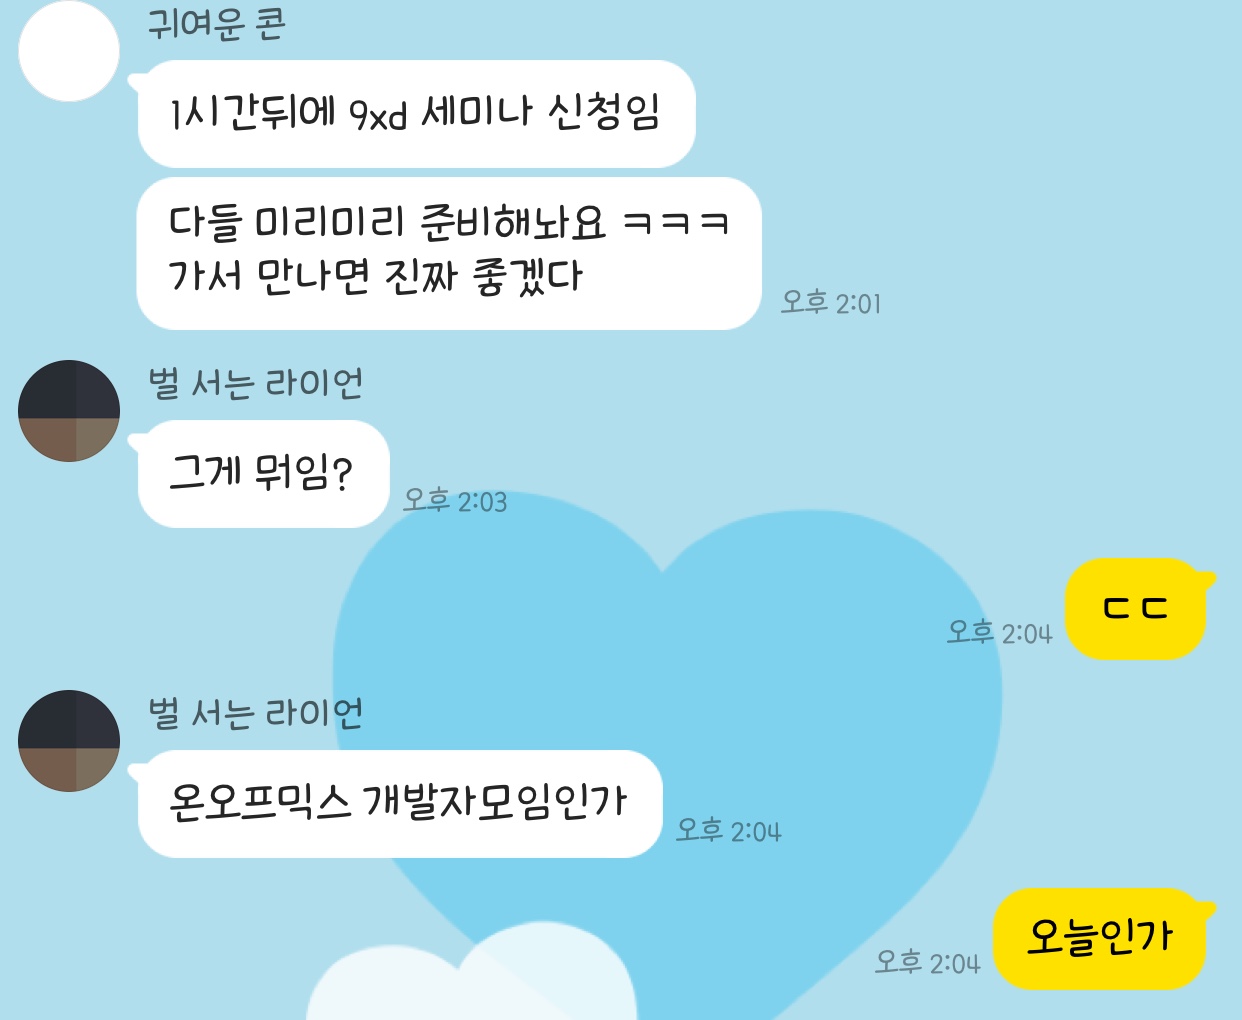 귀여운 콘
1시간뒤에 9xd 세미나 신청임
다들 미리미리 준비해놔요 ㅋㅋㅋ
가서 만나면 진짜 좋겠다
오후 2:01
벌 서는 라이언
그게 뭐임?
오후 2:03
ㄷㄷ
오후 2:04
벌 서는 라이언
온오프믹스 개발자모임인가
오후 2:04
오늘인가
오후 2:04